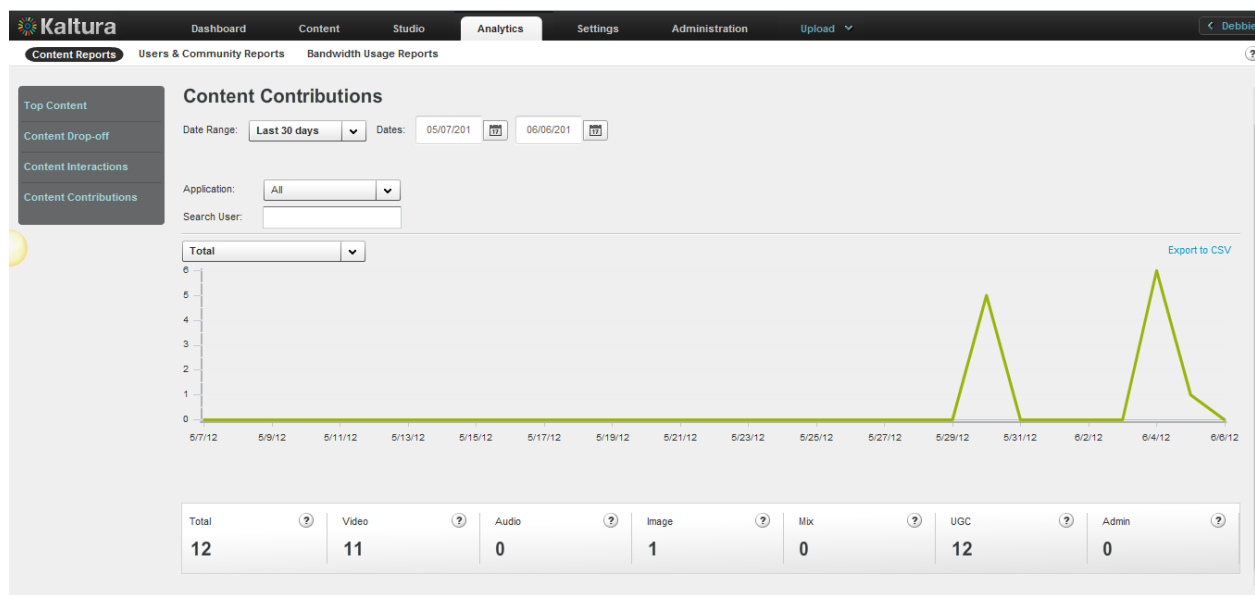 Kaltura Dashboard Content Studio Analytics Settings Administration Upload < Debbie
Content Reports Users & Community Reports Bandwidth Usage Reports ?
Top Content
Content Drop-off
Content Interactions
Content Contributions
Content Contributions
Date Range: Last 30 days Dates: 05/07/201 17 06/06/201 17
Application: All
Search User:
Total Export to CSV
6
5
4
3
2
1
0
5/7/12 5/9/12 5/11/12 5/13/12 5/15/12 5/17/12 5/19/12 5/21/12 5/23/12 5/25/12 5/27/12 5/29/12 5/31/12 6/2/12 6/4/12 6/6/12
Total ? Video ? Audio ? Image ? Mix ? UGC ? Admin ?
12 11 0 1 0 12 0